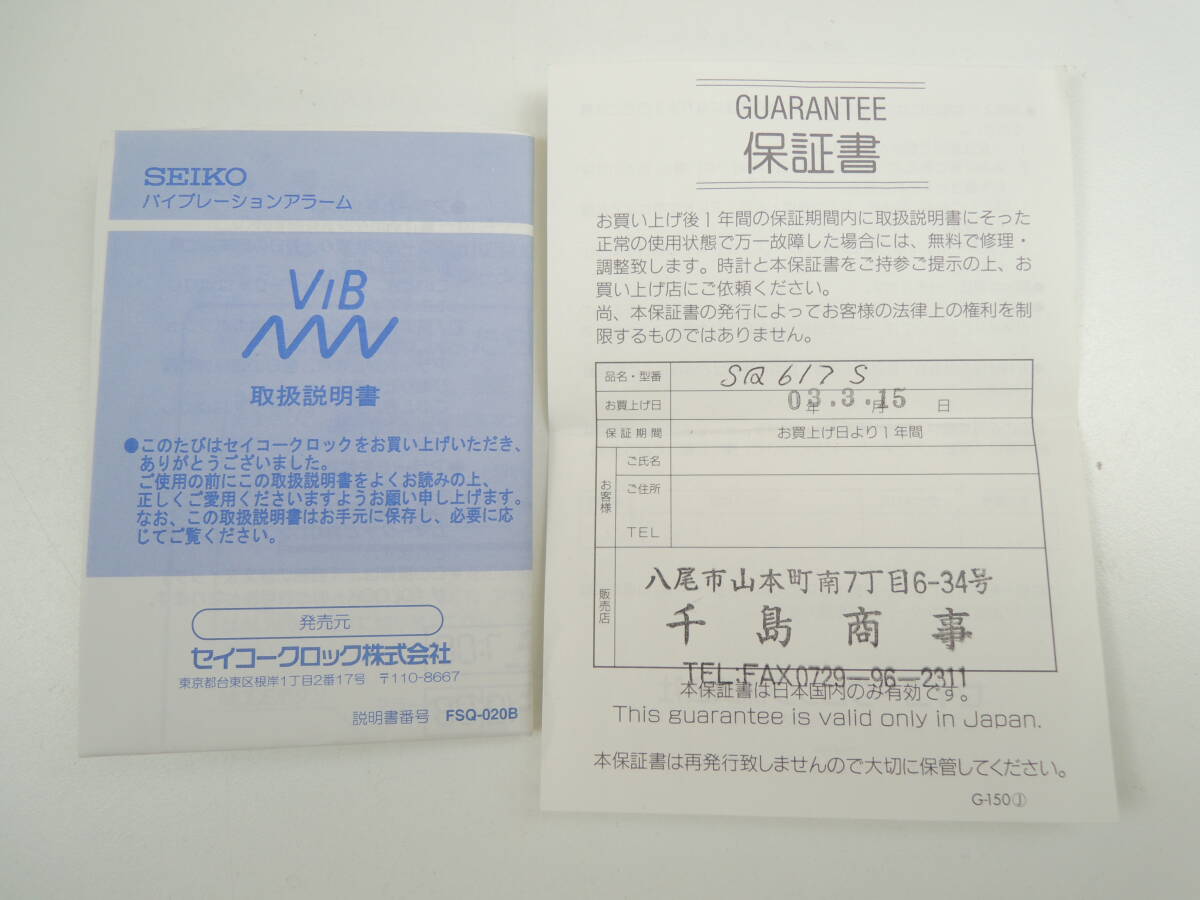 SEIKO
バイブレーションアラーム
VIB
取扱説明書
●このたびはセイコークロックをお買い上げいただき、
ありがとうございました。
ご使用の前にこの取扱説明書をよくお読みの上、
正しくご愛用くださいますようお願い申し上げます。
なお、この取扱説明書はお手元に保存し、必要に応
じてご覧ください。
発売元
セイコークロック株式会社
東京都台東区根岸1丁目2番17号 〒110-8667
説明書番号 FSQ-020B
GUARANTEE
保証書
お買い上げ後1年間の保証期間内に取扱説明書にそった
正常の使用状態で万一故障した場合には、無料で修理・
調整致します。時計と本保証書をご持参ご提示の上、お
買い上げ店にご依頼ください。
尚、本保証書の発行によってお客様の法律上の権利を制
限するものではありません。
品名・型番 SQ617S
お買上げ日 03.3.15 年 月 日
保証期間 お買上げ日より1年間
お客様
ご氏名
ご住所
TEL
販売店
八尾市山本町南7丁目6-34号
千島商事
TEL:FAX0729-96-2311
本保証書は日本国内のみ有効です。
This guarantee is valid only in Japan.
本保証書は再発行致しませんので大切に保管してください。
G-150Ⓙ